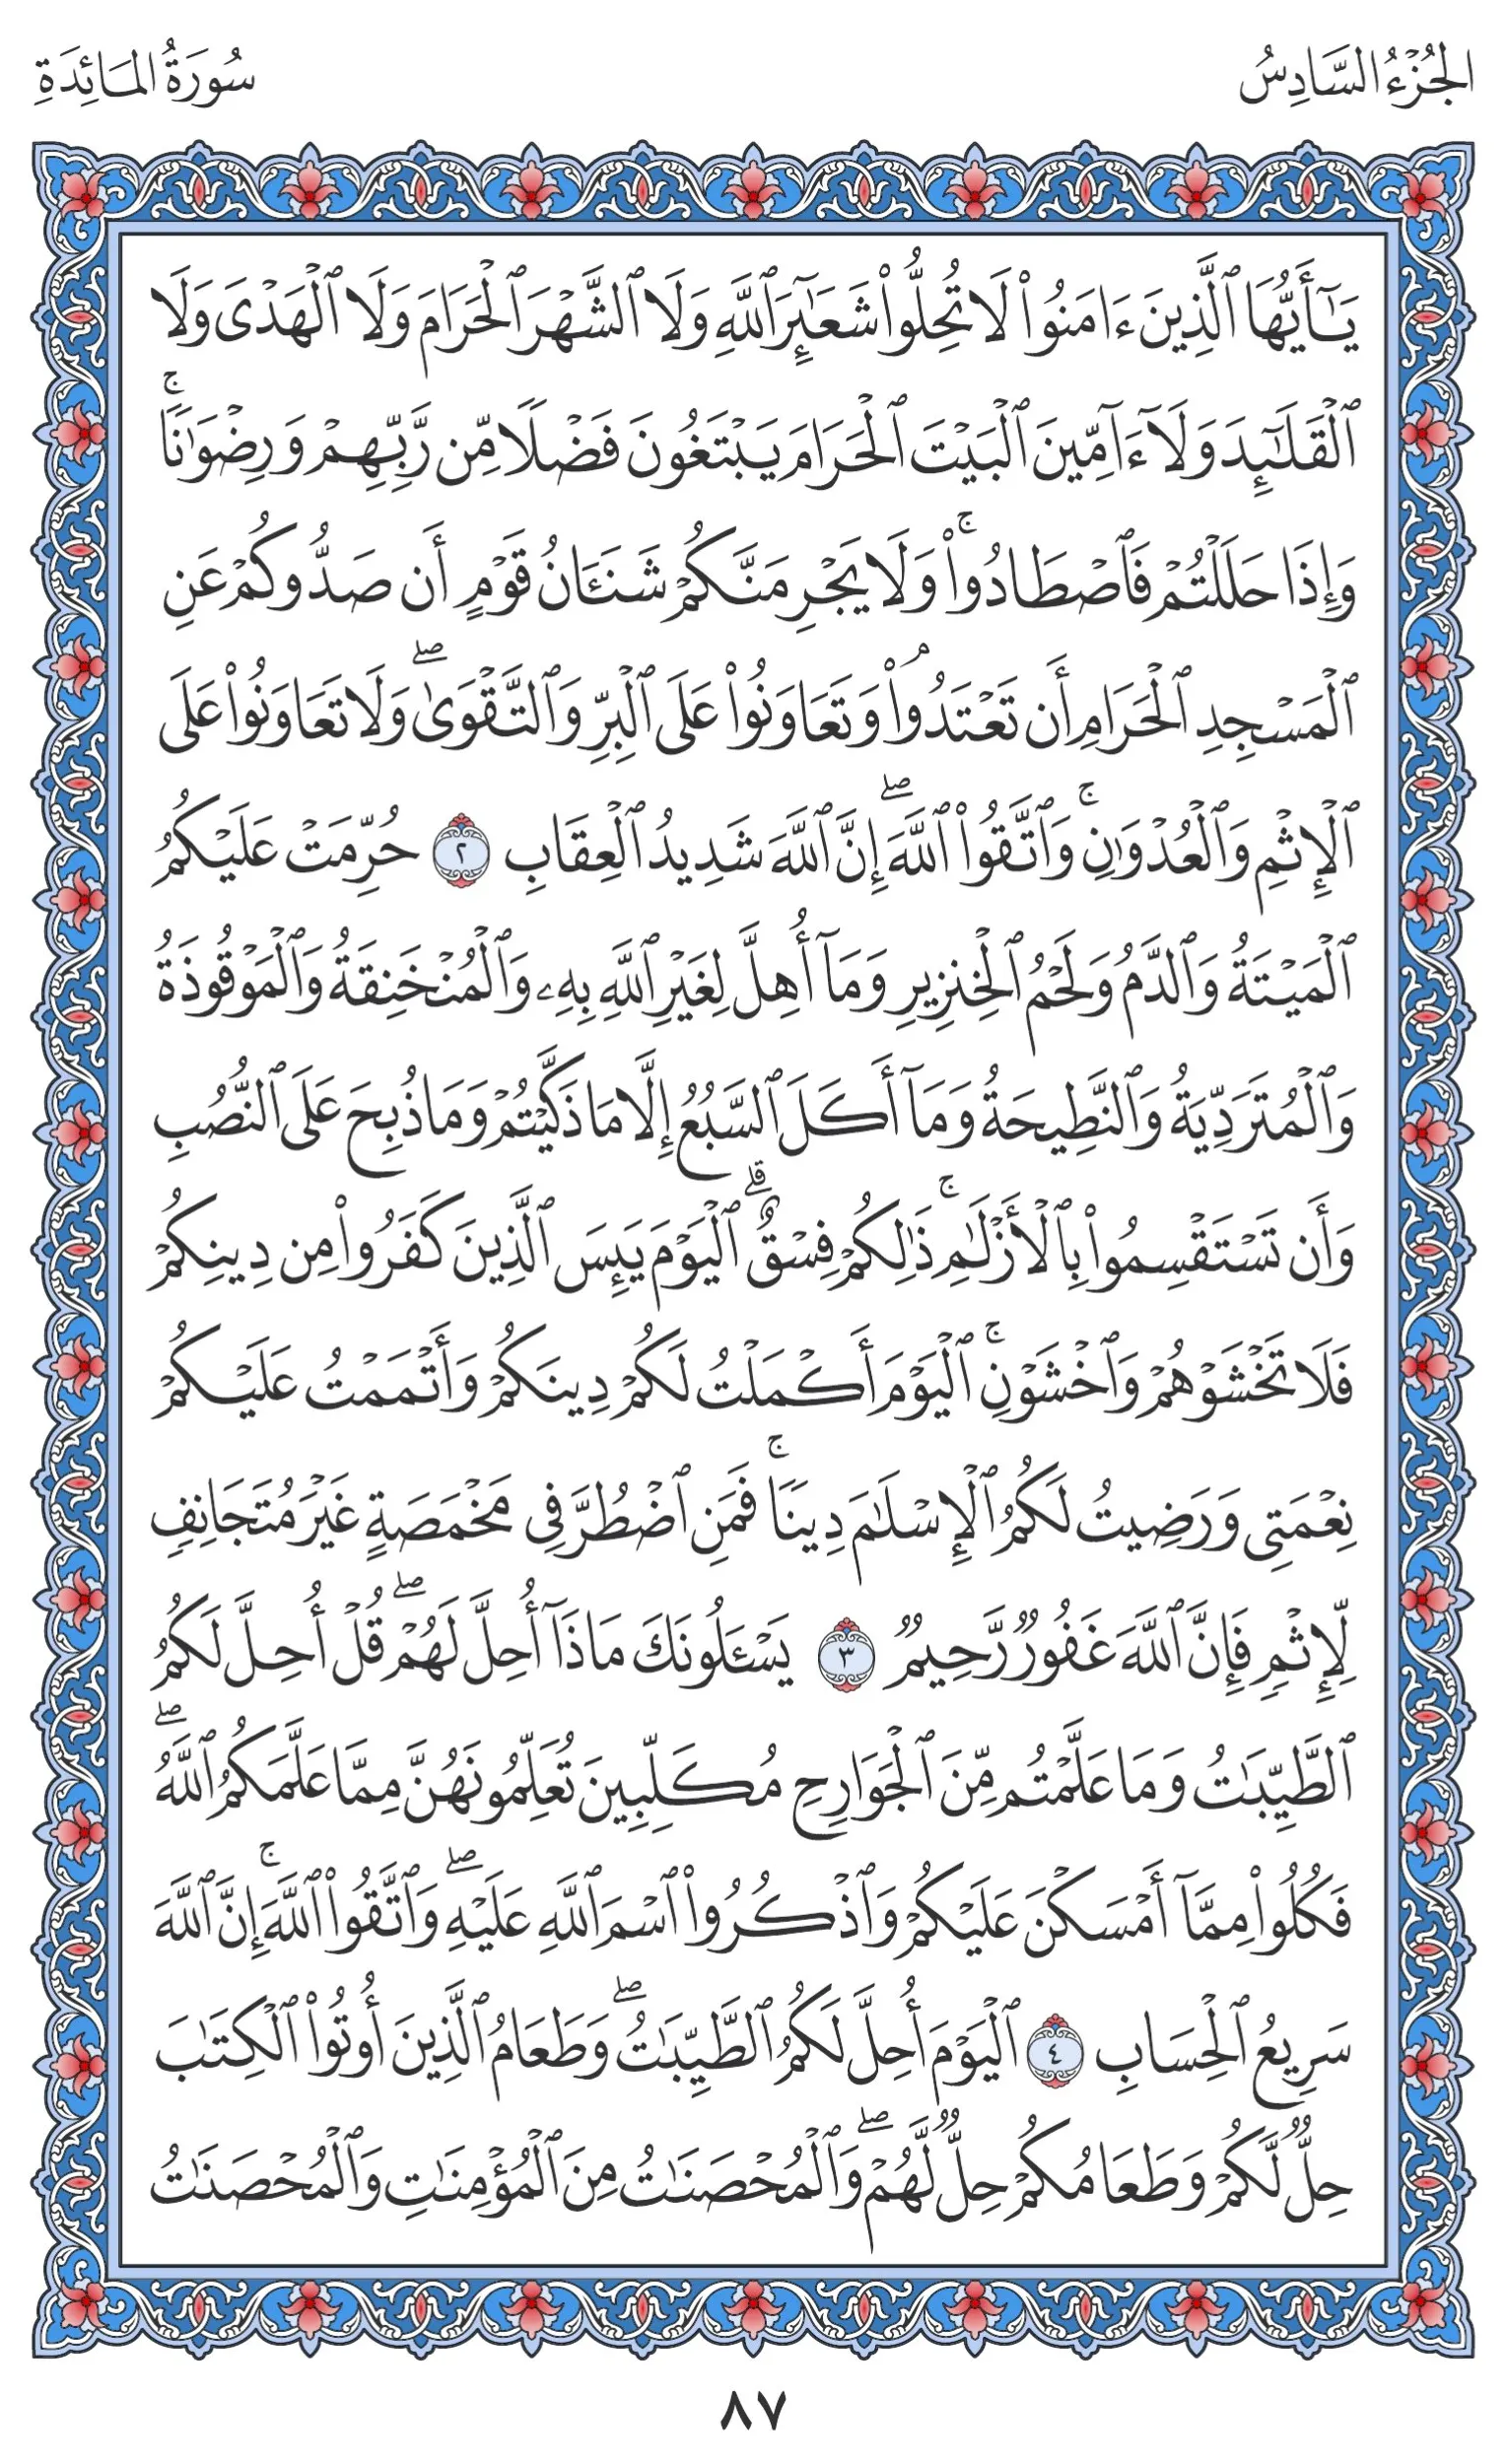 الجُزْءُ السَّادِسُ
سُورَةُ المَائِدَةِ
يَٰٓأَيُّهَا ٱلَّذِينَ ءَامَنُوا۟ لَا تُحِلُّوا۟ شَعَٰٓئِرَ ٱللَّهِ وَلَا ٱلشَّهْرَ ٱلْحَرَامَ وَلَا ٱلْهَدْىَ وَلَا
ٱلْقَلَٰٓئِدَ وَلَآ ءَآمِّينَ ٱلْبَيْتَ ٱلْحَرَامَ يَبْتَغُونَ فَضْلًا مِّن رَّبِّهِمْ وَرِضْوَٰنًا ۚ
وَإِذَا حَلَلْتُمْ فَٱصْطَادُوا۟ ۚ وَلَا يَجْرِمَنَّكُمْ شَنَـَٔانُ قَوْمٍ أَن صَدُّوكُمْ عَنِ
ٱلْمَسْجِدِ ٱلْحَرَامِ أَن تَعْتَدُوا۟ ۘ وَتَعَاوَنُوا۟ عَلَى ٱلْبِرِّ وَٱلتَّقْوَىٰ ۖ وَلَا تَعَاوَنُوا۟ عَلَى
ٱلْإِثْمِ وَٱلْعُدْوَٰنِ ۚ وَٱتَّقُوا۟ ٱللَّهَ ۖ إِنَّ ٱللَّهَ شَدِيدُ ٱلْعِقَابِ ٢ حُرِّمَتْ عَلَيْكُمُ
ٱلْمَيْتَةُ وَٱلدَّمُ وَلَحْمُ ٱلْخِنزِيرِ وَمَآ أُهِلَّ لِغَيْرِ ٱللَّهِ بِهِۦ وَٱلْمُنْخَنِقَةُ وَٱلْمَوْقُوذَةُ
وَٱلْمُتَرَدِّيَةُ وَٱلنَّطِيحَةُ وَمَآ أَكَلَ ٱلسَّبُعُ إِلَّا مَا ذَكَّيْتُمْ وَمَا ذُبِحَ عَلَى ٱلنُّصُبِ
وَأَن تَسْتَقْسِمُوا۟ بِٱلْأَزْلَٰمِ ۚ ذَٰلِكُمْ فِسْقٌ ۗ ٱلْيَوْمَ يَئِسَ ٱلَّذِينَ كَفَرُوا۟ مِن دِينِكُمْ
فَلَا تَخْشَوْهُمْ وَٱخْشَوْنِ ۚ ٱلْيَوْمَ أَكْمَلْتُ لَكُمْ دِينَكُمْ وَأَتْمَمْتُ عَلَيْكُمْ
نِعْمَتِى وَرَضِيتُ لَكُمُ ٱلْإِسْلَٰمَ دِينًا ۚ فَمَنِ ٱضْطُرَّ فِى مَخْمَصَةٍ غَيْرَ مُتَجَانِفٍ
لِّإِثْمٍ فَإِنَّ ٱللَّهَ غَفُورٌ رَّحِيمٌ ٣ يَسْـَٔلُونَكَ مَاذَآ أُحِلَّ لَهُمْ ۖ قُلْ أُحِلَّ لَكُمُ
ٱلطَّيِّبَٰتُ وَمَا عَلَّمْتُم مِّنَ ٱلْجَوَارِحِ مُكَلِّبِينَ تُعَلِّمُونَهُنَّ مِمَّا عَلَّمَكُمُ ٱللَّهُ ۖ
فَكُلُوا۟ مِمَّآ أَمْسَكْنَ عَلَيْكُمْ وَٱذْكُرُوا۟ ٱسْمَ ٱللَّهِ عَلَيْهِ ۖ وَٱتَّقُوا۟ ٱللَّهَ ۚ إِنَّ ٱللَّهَ
سَرِيعُ ٱلْحِسَابِ ٤ ٱلْيَوْمَ أُحِلَّ لَكُمُ ٱلطَّيِّبَٰتُ ۖ وَطَعَامُ ٱلَّذِينَ أُوتُوا۟ ٱلْكِتَٰبَ
حِلٌّ لَّكُمْ وَطَعَامُكُمْ حِلٌّ لَّهُمْ ۖ وَٱلْمُحْصَنَٰتُ مِنَ ٱلْمُؤْمِنَٰتِ وَٱلْمُحْصَنَٰتُ
٨٧